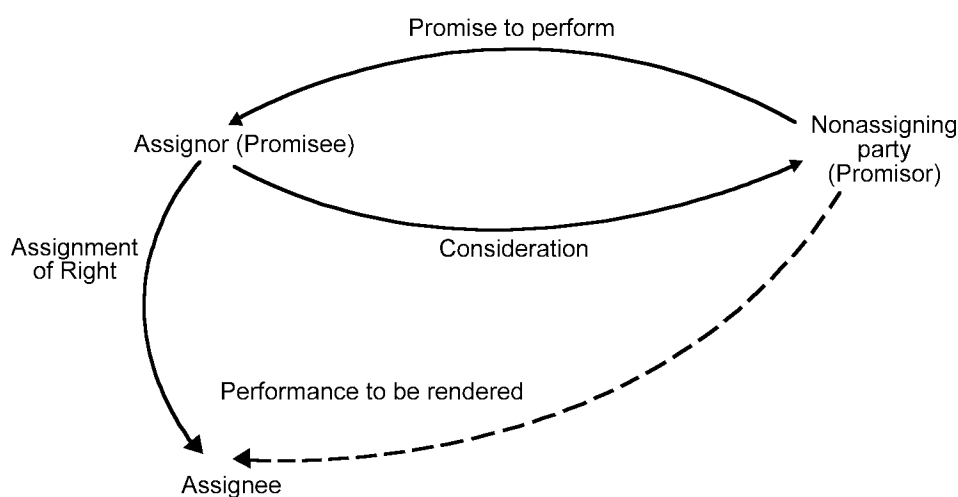 Promise to perform
Assignor (Promisee)
Nonassigning
party
(Promisor)
Assignment
of Right
Consideration
Performance to be rendered
Assignee